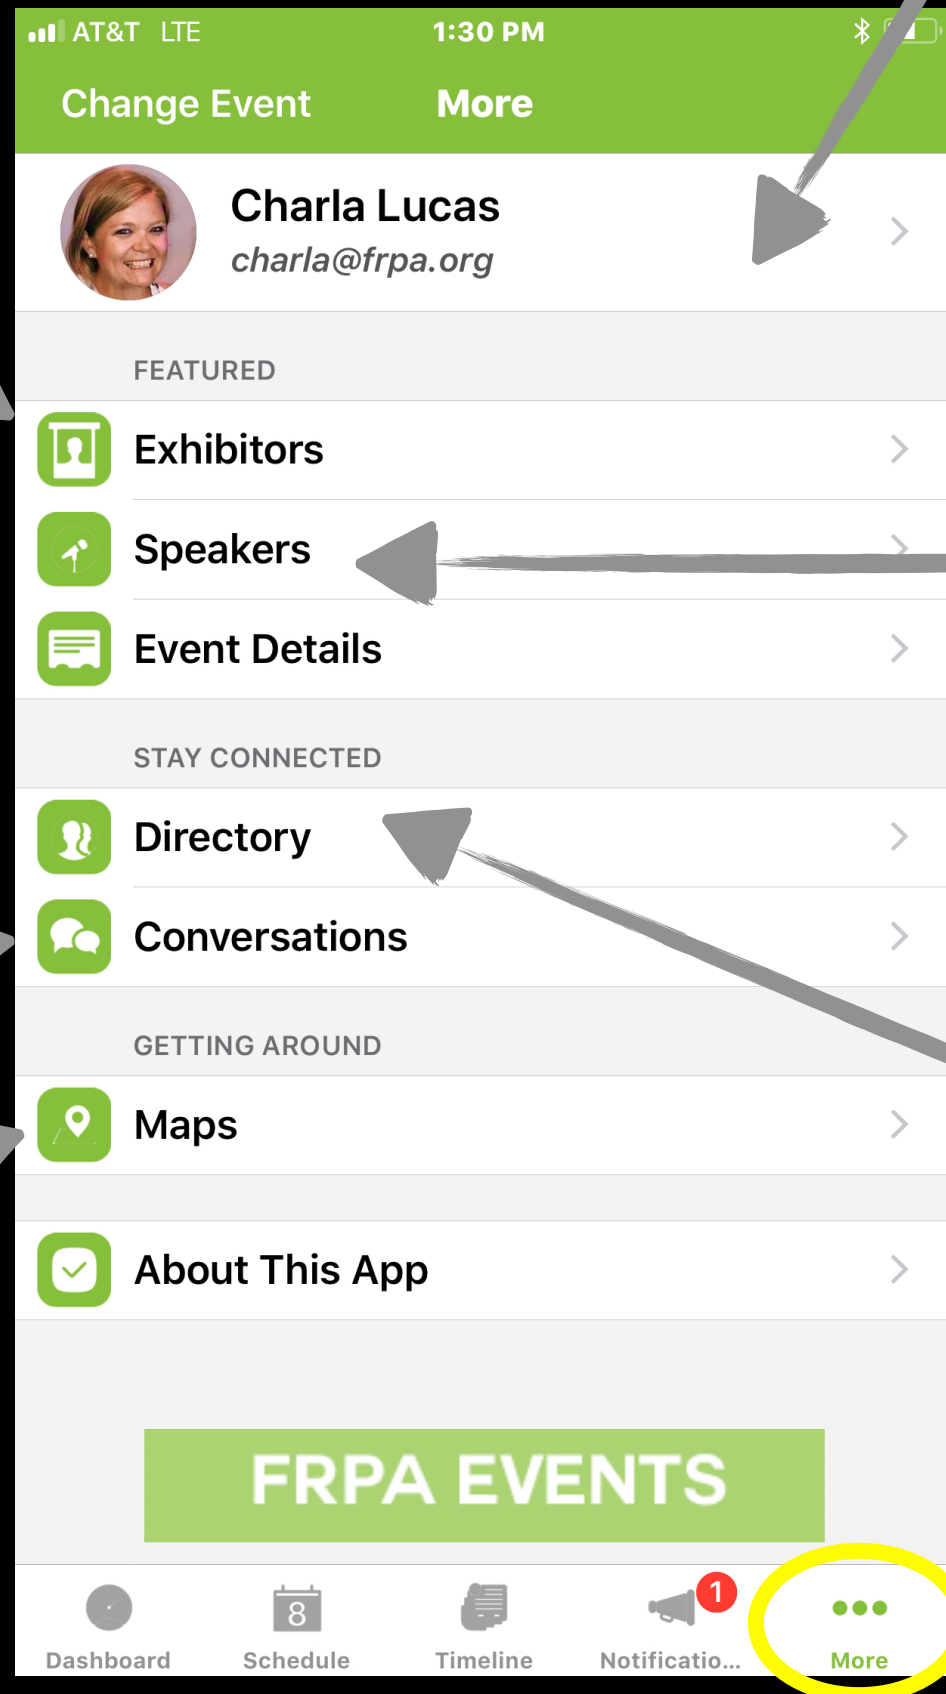 AT&T LTE 1:30 PM
Change Event More
Charla Lucas
charla@frpa.org
FEATURED
Exhibitors
Speakers
Event Details
STAY CONNECTED
Directory
Conversations
GETTING AROUND
Maps
About This App
FRPA EVENTS
8 1
Dashboard Schedule Timeline Notificatio... More